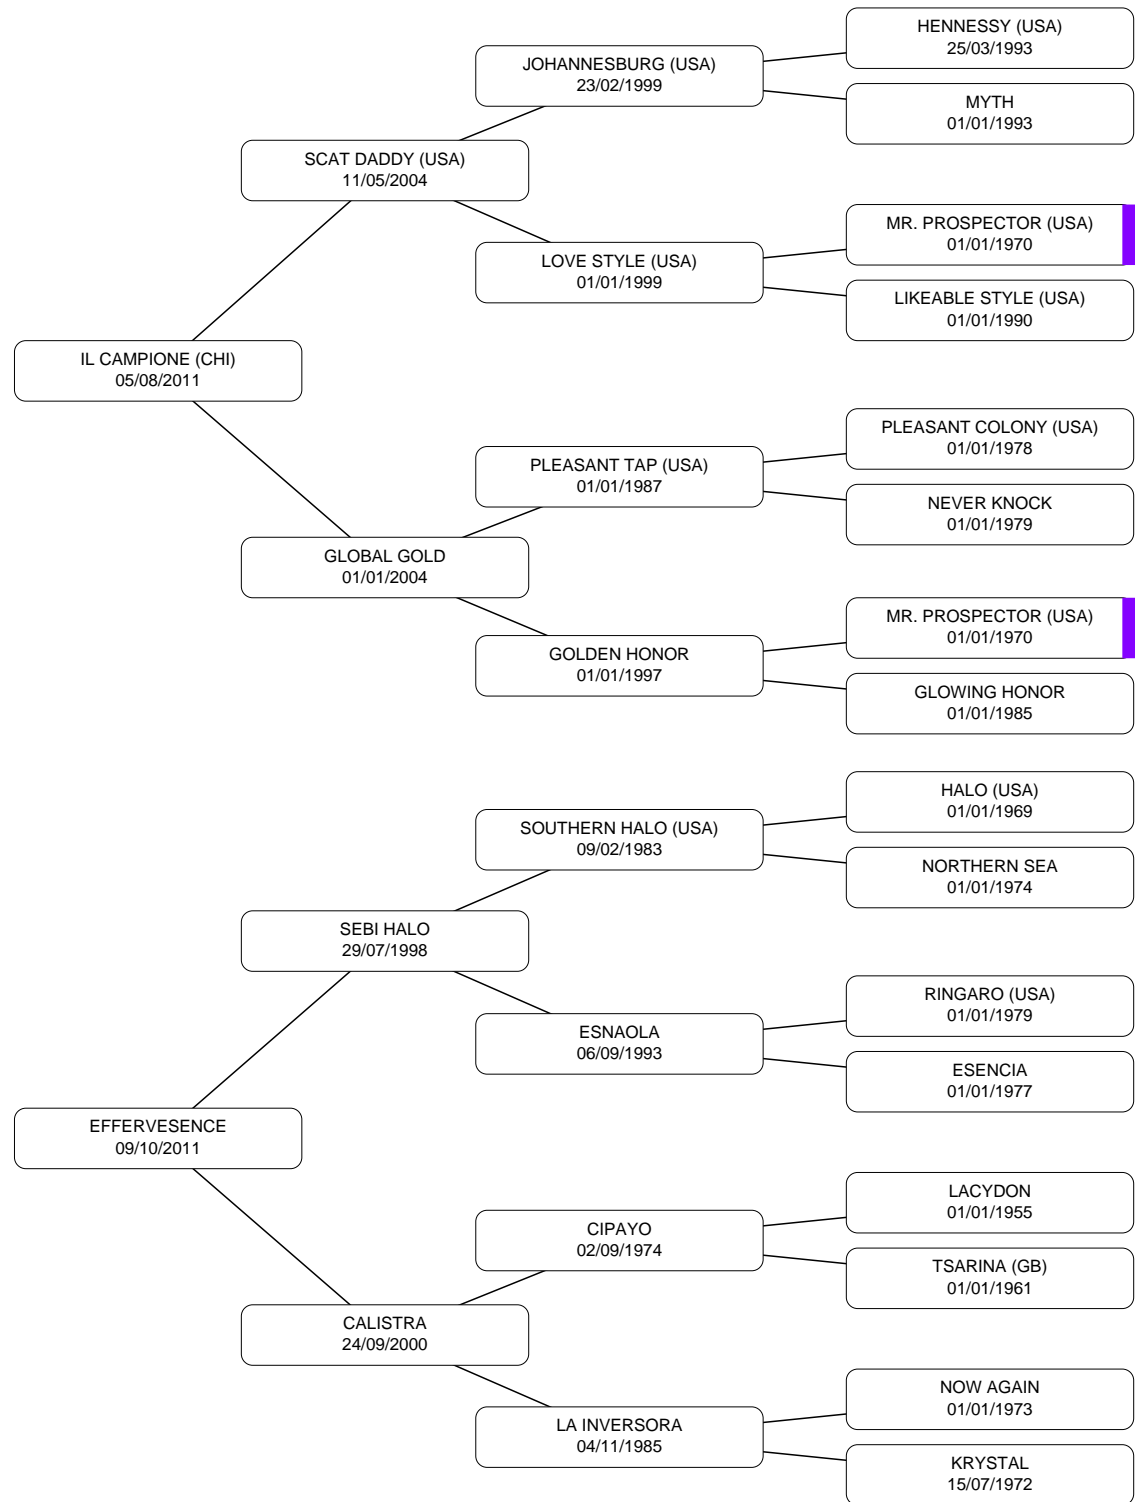 HENNESSY (USA)
25/03/1993
JOHANNESBURG (USA)
23/02/1999
MYTH
01/01/1993
SCAT DADDY (USA)
11/05/2004
MR. PROSPECTOR (USA)
01/01/1970
LOVE STYLE (USA)
01/01/1999
LIKEABLE STYLE (USA)
01/01/1990
IL CAMPIONE (CHI)
05/08/2011
PLEASANT COLONY (USA)
01/01/1978
PLEASANT TAP (USA)
01/01/1987
NEVER KNOCK
01/01/1979
GLOBAL GOLD
01/01/2004
MR. PROSPECTOR (USA)
01/01/1970
GOLDEN HONOR
01/01/1997
GLOWING HONOR
01/01/1985
HALO (USA)
01/01/1969
SOUTHERN HALO (USA)
09/02/1983
NORTHERN SEA
01/01/1974
SEBI HALO
29/07/1998
RINGARO (USA)
01/01/1979
ESNAOLA
06/09/1993
ESENCIA
01/01/1977
EFFERVESENCE
09/10/2011
LACYDON
01/01/1955
CIPAYO
02/09/1974
TSARINA (GB)
01/01/1961
CALISTRA
24/09/2000
NOW AGAIN
01/01/1973
LA INVERSORA
04/11/1985
KRYSTAL
15/07/1972